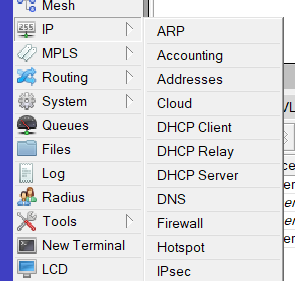 Mesh
IP
MPLS
Routing
System
Queues
Files
Log
Radius
Tools
New Terminal
LCD
ARP
Accounting
Addresses
Cloud
DHCP Client
DHCP Relay
DHCP Server
DNS
Firewall
Hotspot
IPsec
VL